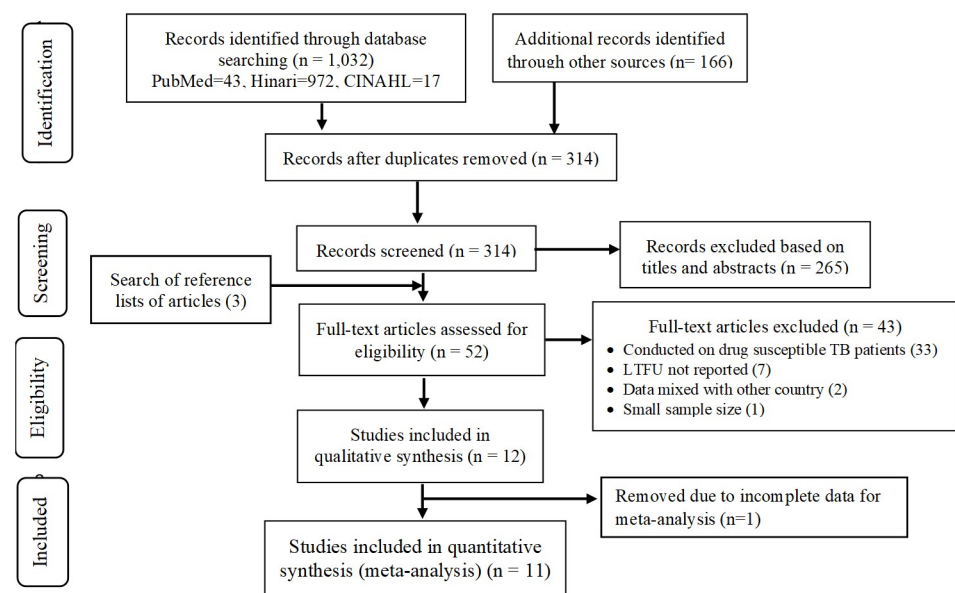 Identification
Records identified through database
searching (n = 1,032)
PubMed=43, Hinari=972, CINAHL=17
Additional records identified
through other sources (n= 166)
Records after duplicates removed (n = 314)
Screening
Records screened (n = 314)
Records excluded based on
titles and abstracts (n = 265)
Search of reference
lists of articles (3)
Eligibility
Full-text articles assessed for
eligibility (n = 52)
Full-text articles excluded (n = 43)
• Conducted on drug susceptible TB patients (33)
• LTFU not reported (7)
• Data mixed with other country (2)
• Small sample size (1)
Studies included in
qualitative synthesis (n = 12)
Included
Removed due to incomplete data for
meta-analysis (n=1)
Studies included in quantitative
synthesis (meta-analysis) (n = 11)